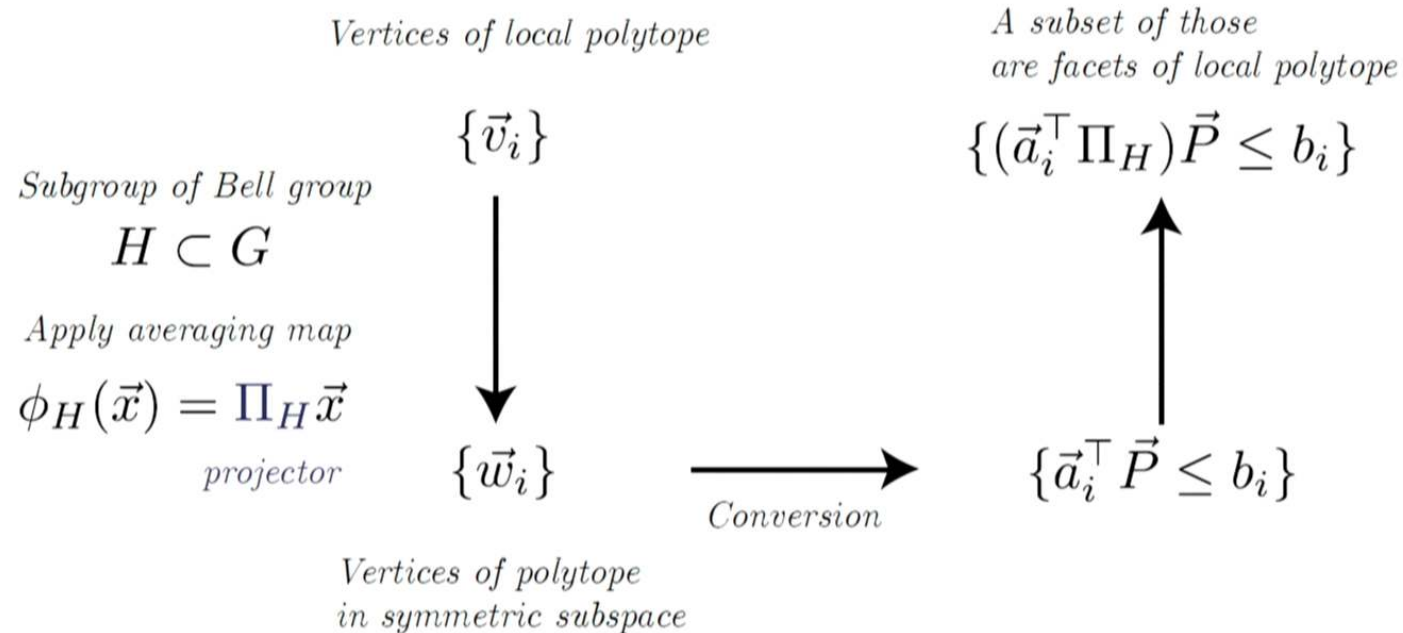 Vertices of local polytope
A subset of those
are facets of local polytope
{v⃗ᵢ}
{(a⃗ᵢ^⊤ Π_H)P⃗ ≤ bᵢ}
Subgroup of Bell group
H ⊂ G
Apply averaging map
ϕ_H(x⃗) = Π_H x⃗
projector
{w⃗ᵢ}
Conversion
{a⃗ᵢ^⊤ P⃗ ≤ bᵢ}
Vertices of polytope
in symmetric subspace